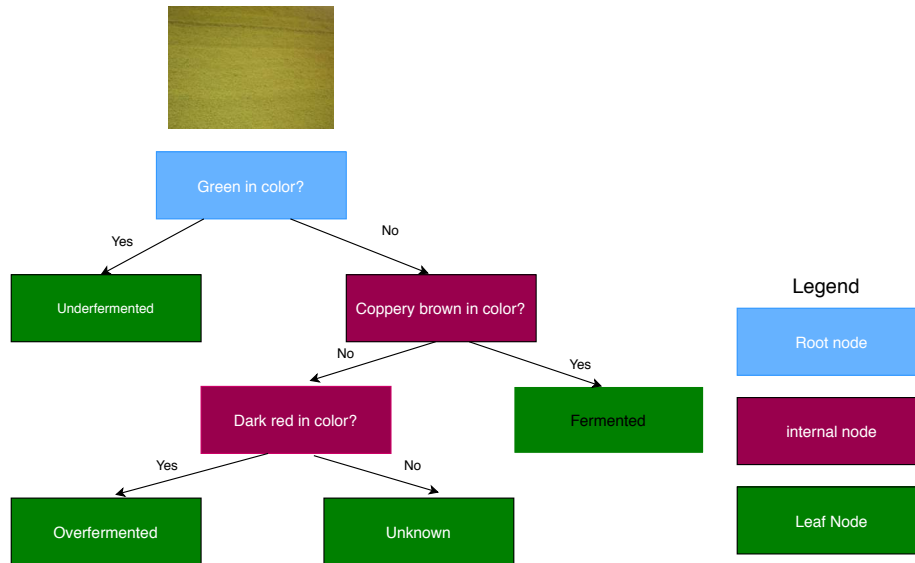 Green in color?
Yes
No
Underfermented
Coppery brown in color?
Legend
Root node
No
Yes
Dark red in color?
Fermented
internal node
Yes
No
Overfermented
Unknown
Leaf Node